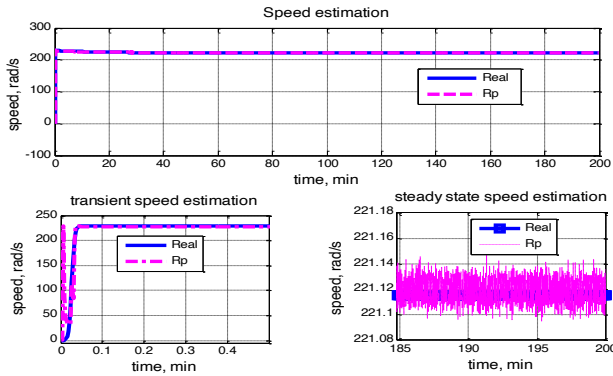 Speed estimation
300
200
100
0
-100
speed, rad/s
Real
Rp
0 20 40 60 80 100 120 140 160 180 200
time, min
transient speed estimation
250
200
150
100
50
0
speed, rad/s
Real
Rp
0 0.1 0.2 0.3 0.4
time, min
steady state speed estimation
221.18
221.16
221.14
221.12
221.1
221.08
speed, rad/s
Real
Rp
185 190 195 200
time, min